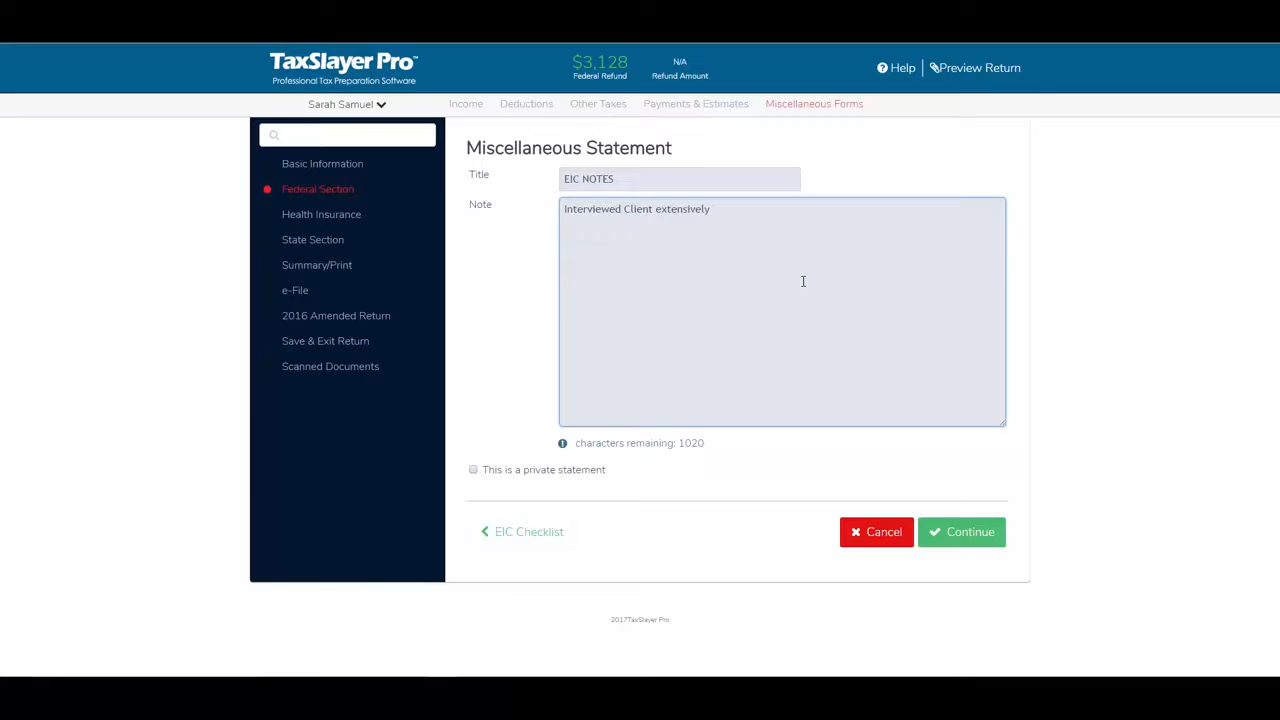 TaxSlayer Pro™
Professional Tax Preparation Software
$3,128
Federal Refund
N/A
Refund Amount
Help
Preview Return
Sarah Samuel
Income
Deductions
Other Taxes
Payments & Estimates
Miscellaneous Forms
Basic Information
Federal Section
Health Insurance
State Section
Summary/Print
e-File
2016 Amended Return
Save & Exit Return
Scanned Documents
Miscellaneous Statement
Title
EIC NOTES
Note
Interviewed Client extensively
characters remaining: 1020
This is a private statement
EIC Checklist
Cancel
Continue
2017TaxSlayer Pro